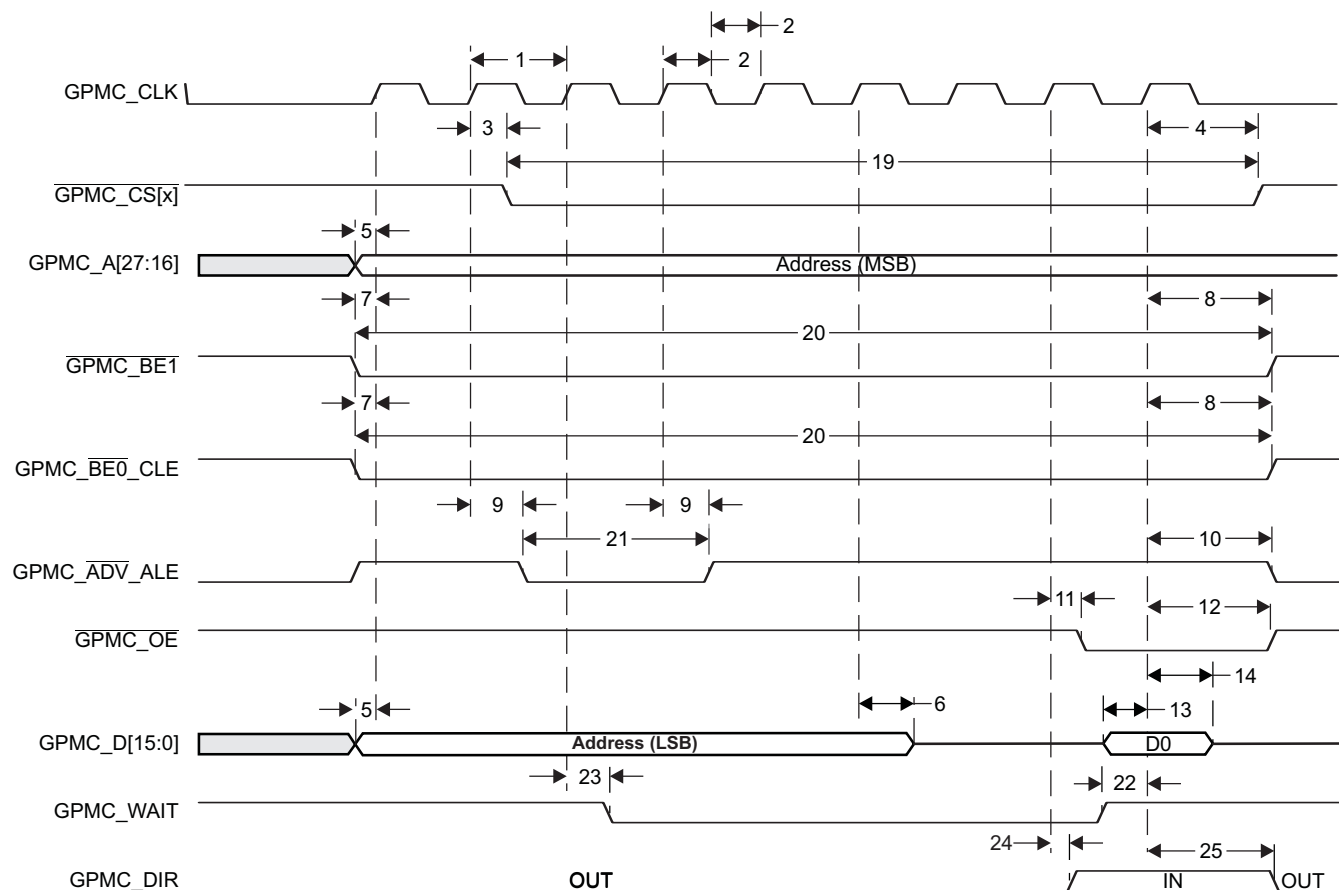 2
1
2
GPMC_CLK
3
4
19
GPMC_CS[x]
5
GPMC_A[27:16]
Address (MSB)
7
8
20
GPMC_BE1
7
8
20
GPMC_BE0_CLE
9
9
21
10
GPMC_ADV_ALE
11
12
GPMC_OE
14
5
6
13
GPMC_D[15:0]
Address (LSB)
D0
23
22
GPMC_WAIT
24
25
GPMC_DIR
OUT
IN
OUT